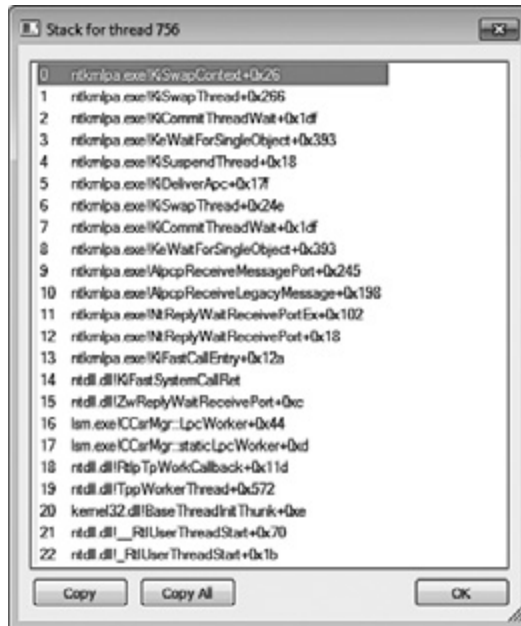 Stack for thread 756
0 ntkrnlpa.exe!KiSwapContext+0x26
1 ntkrnlpa.exe!KiSwapThread+0x266
2 ntkrnlpa.exe!KiCommitThreadWait+0x1df
3 ntkrnlpa.exe!KeWaitForSingleObject+0x393
4 ntkrnlpa.exe!KiSuspendThread+0x18
5 ntkrnlpa.exe!KiDeliverApc+0x17f
6 ntkrnlpa.exe!KiSwapThread+0x24e
7 ntkrnlpa.exe!KiCommitThreadWait+0x1df
8 ntkrnlpa.exe!KeWaitForSingleObject+0x393
9 ntkrnlpa.exe!AlpcpReceiveMessagePort+0x245
10 ntkrnlpa.exe!AlpcpReceiveLegacyMessage+0x198
11 ntkrnlpa.exe!NtReplyWaitReceivePortEx+0x102
12 ntkrnlpa.exe!NtReplyWaitReceivePort+0x18
13 ntkrnlpa.exe!KiFastCallEntry+0x12a
14 ntdll.dll!KiFastSystemCallRet
15 ntdll.dll!ZwReplyWaitReceivePort+0xc
16 lsm.exe!CCsrMgr::LpcWorker+0x44
17 lsm.exe!CCsrMgr::staticLpcWorker+0xd
18 ntdll.dll!RtlpTpWorkCallback+0x11d
19 ntdll.dll!TppWorkerThread+0x572
20 kernel32.dll!BaseThreadInitThunk+0xe
21 ntdll.dll!__RtlUserThreadStart+0x70
22 ntdll.dll!_RtlUserThreadStart+0x1b
Copy Copy All OK